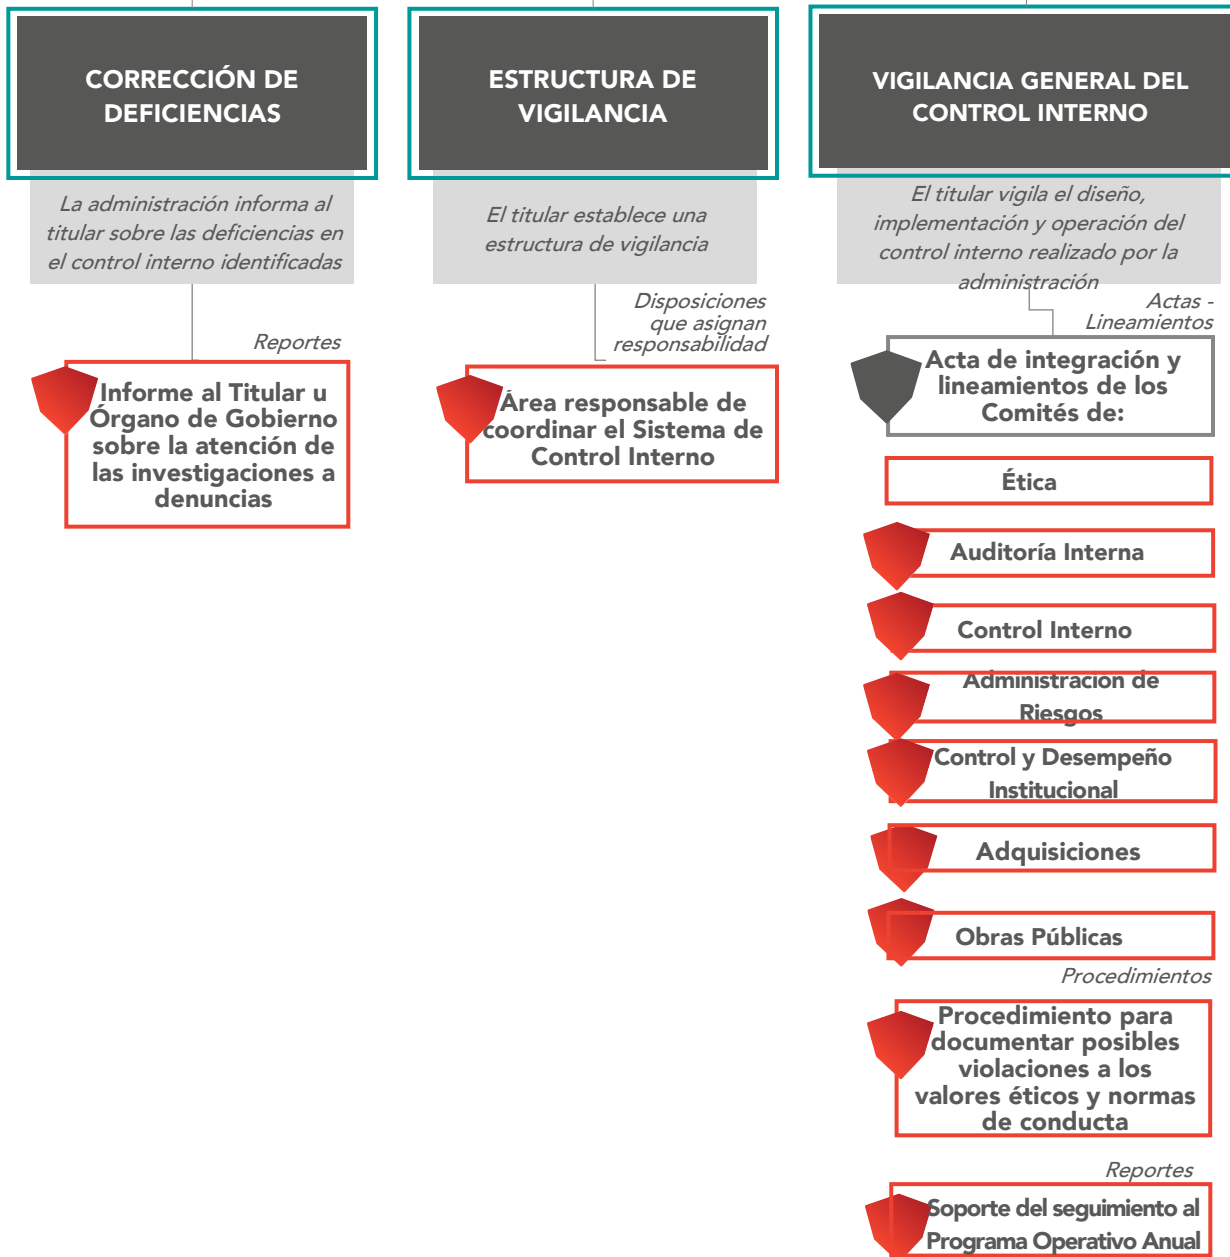 CORRECCIÓN DE
DEFICIENCIAS
La administración informa al
titular sobre las deficiencias en
el control interno identificadas
Reportes
Informe al Titular u
Órgano de Gobierno
sobre la atención de
las investigaciones a
denuncias
ESTRUCTURA DE
VIGILANCIA
El titular establece una
estructura de vigilancia
Disposiciones
que asignan
responsabilidad
Área responsable de
coordinar el Sistema de
Control Interno
VIGILANCIA GENERAL DEL
CONTROL INTERNO
El titular vigila el diseño,
implementación y operación del
control interno realizado por la
administración
Actas -
Lineamientos
Acta de integración y
lineamientos de los
Comités de:
Ética
Auditoría Interna
Control Interno
Administración de
Riesgos
Control y Desempeño
Institucional
Adquisiciones
Obras Públicas
Procedimientos
Procedimiento para
documentar posibles
violaciones a los
valores éticos y normas
de conducta
Reportes
Soporte del seguimiento al
Programa Operativo Anual